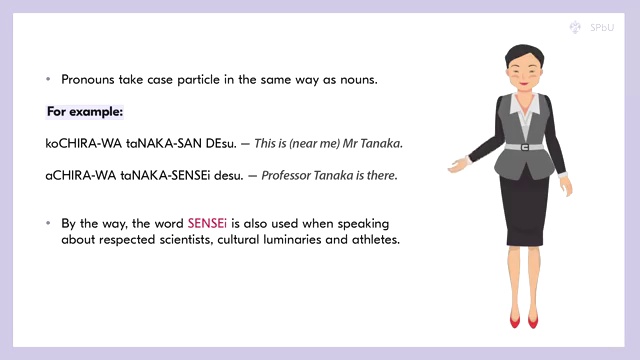 SPbU
• Pronouns take case particle in the same way as nouns.
For example:
koCHIRA-WA taNAKA-SAN DEsu. — This is (near me) Mr Tanaka.
aCHIRA-WA taNAKA-SENSEi desu. — Professor Tanaka is there.
• By the way, the word SENSEi is also used when speaking
about respected scientists, cultural luminaries and athletes.